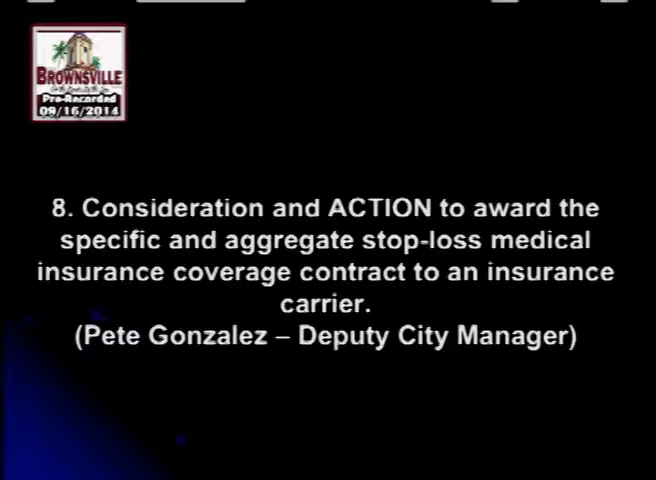 BROWNSVILLE
Pre-Recorded
09/16/2014
8. Consideration and ACTION to award the
specific and aggregate stop-loss medical
insurance coverage contract to an insurance
carrier.
(Pete Gonzalez – Deputy City Manager)